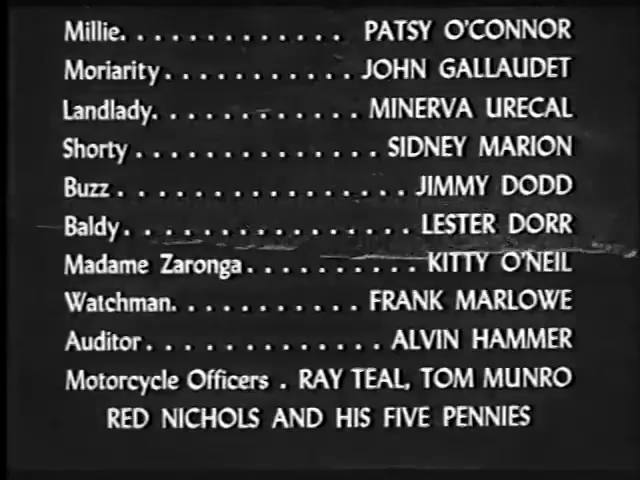 Millie. . . . . . . . . . . . . PATSY O'CONNOR
Moriarity . . . . . . . . . . . JOHN GALLAUDET
Landlady. . . . . . . . . . . . MINERVA URECAL
Shorty . . . . . . . . . . . . . SIDNEY MARION
Buzz . . . . . . . . . . . . . . . . JIMMY DODD
Baldy . . . . . . . . . . . . . . . . LESTER DORR
Madame Zaronga . . . . . . . . . . KITTY O'NEIL
Watchman. . . . . . . . . . . FRANK MARLOWE
Auditor . . . . . . . . . . . . . ALVIN HAMMER
Motorcycle Officers . RAY TEAL, TOM MUNRO
RED NICHOLS AND HIS FIVE PENNIES